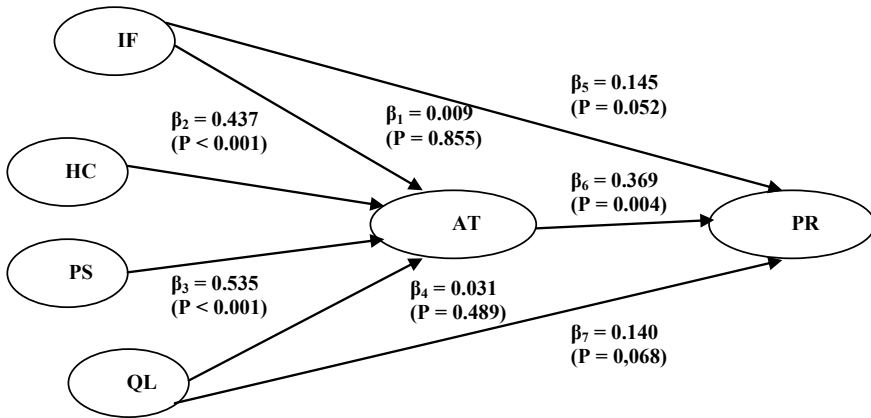 IF
β₅ = 0.145
(P = 0.052)
β₂ = 0.437
(P < 0.001)
β₁ = 0.009
(P = 0.855)
HC
β₆ = 0.369
(P = 0.004)
AT
PR
PS
β₃ = 0.535
(P < 0.001)
β₄ = 0.031
(P = 0.489)
β₇ = 0.140
(P = 0,068)
QL